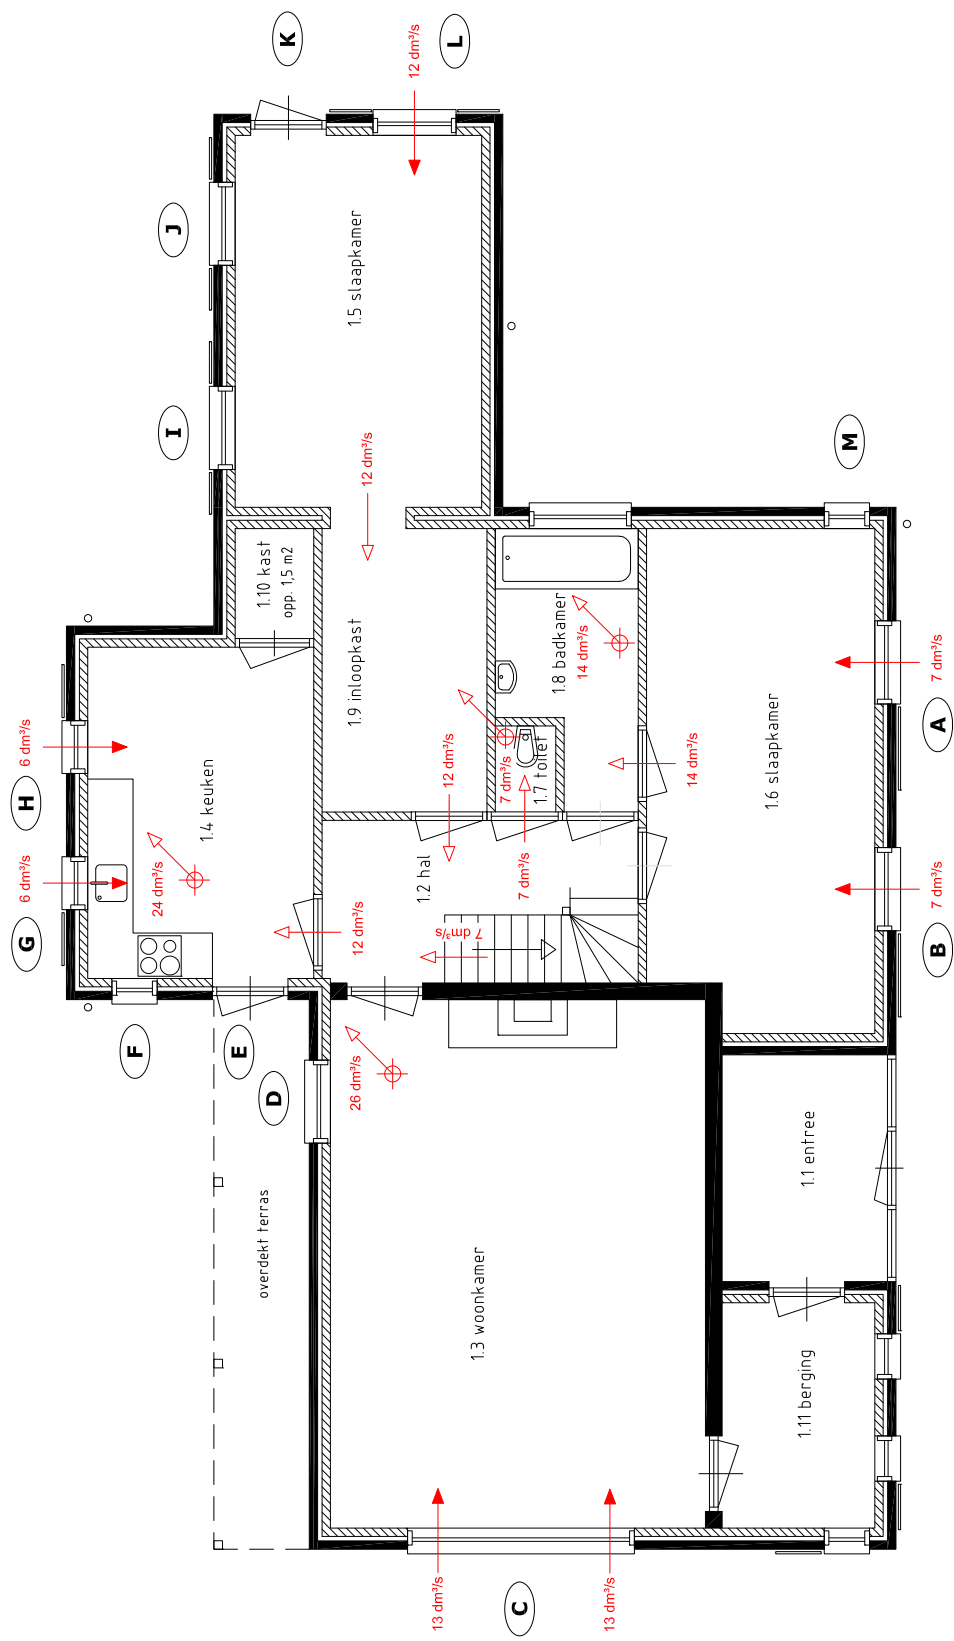 K
L
12 dm³/s
J
1.5 slaapkamer
I
12 dm³/s
M
1.10 kast
opp. 1,5 m2
1.9 inloopkast
1.8 badkamer
14 dm³/s
6 dm³/s
H
1.4 keuken
12 dm³/s
7 dm³/s
1.7 toilet
14 dm³/s
1.6 slaapkamer
7 dm³/s
A
6 dm³/s
G
24 dm³/s
1.2 hal
7 dm³/s
12 dm³/s
7 dm³/s
7 dm³/s
B
F
E
D
26 dm³/s
1.1 entree
overdekt terras
1.3 woonkamer
1.11 berging
13 dm³/s
C
13 dm³/s